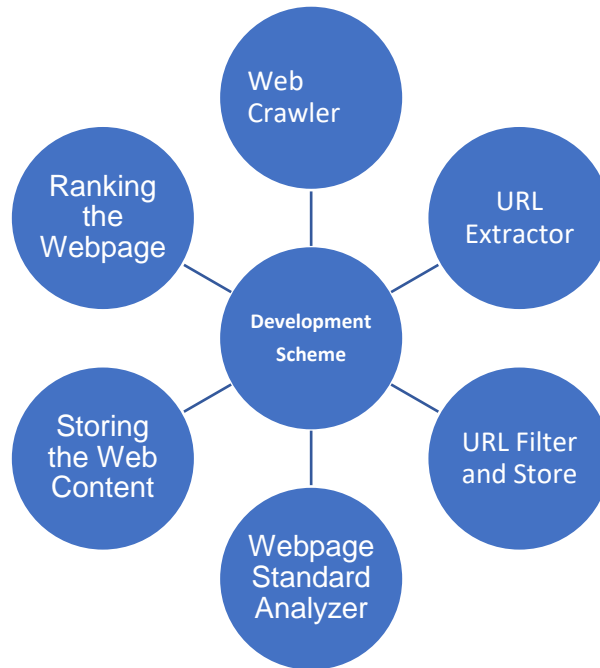 Web
Crawler
Ranking
the
Webpage
URL
Extractor
Development
Scheme
Storing
the Web
Content
URL Filter
and Store
Webpage
Standard
Analyzer